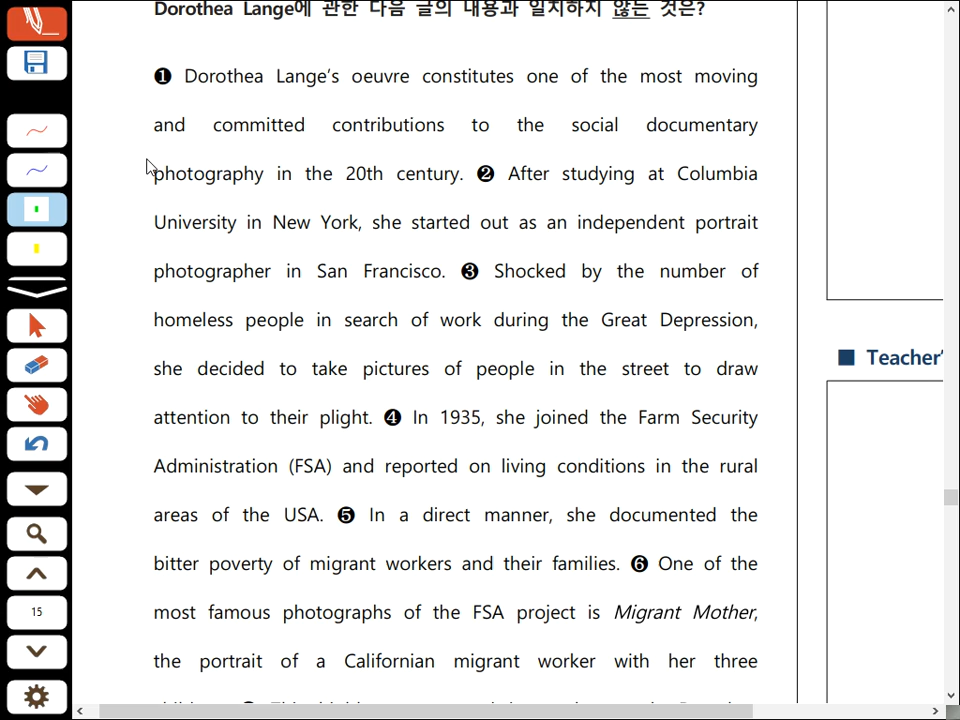 Dorothea Lange에 관한 다음 글의 내용과 일치하지 않는 것은?
❶ Dorothea Lange’s oeuvre constitutes one of the most moving
and committed contributions to the social documentary
photography in the 20th century. ❷ After studying at Columbia
University in New York, she started out as an independent portrait
photographer in San Francisco. ❸ Shocked by the number of
homeless people in search of work during the Great Depression,
she decided to take pictures of people in the street to draw
attention to their plight. ❹ In 1935, she joined the Farm Security
Administration (FSA) and reported on living conditions in the rural
areas of the USA. ❺ In a direct manner, she documented the
bitter poverty of migrant workers and their families. ❻ One of the
most famous photographs of the FSA project is Migrant Mother,
the portrait of a Californian migrant worker with her three
■ Teacher’
15